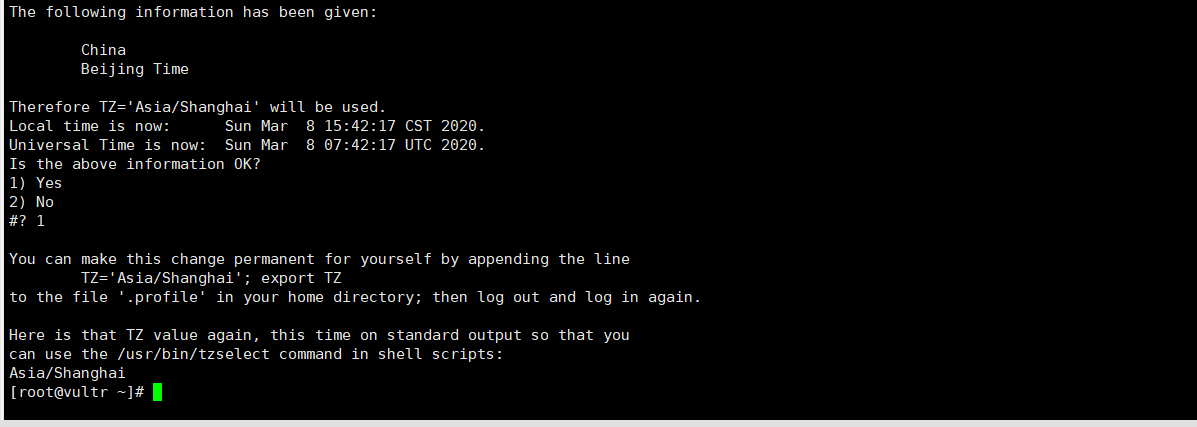 The following information has been given:
China
Beijing Time
Therefore TZ='Asia/Shanghai' will be used.
Local time is now:      Sun Mar  8 15:42:17 CST 2020.
Universal Time is now:  Sun Mar  8 07:42:17 UTC 2020.
Is the above information OK?
1) Yes
2) No
#? 1
You can make this change permanent for yourself by appending the line
TZ='Asia/Shanghai'; export TZ
to the file '.profile' in your home directory; then log out and log in again.
Here is that TZ value again, this time on standard output so that you
can use the /usr/bin/tzselect command in shell scripts:
Asia/Shanghai
[root@vultr ~]#